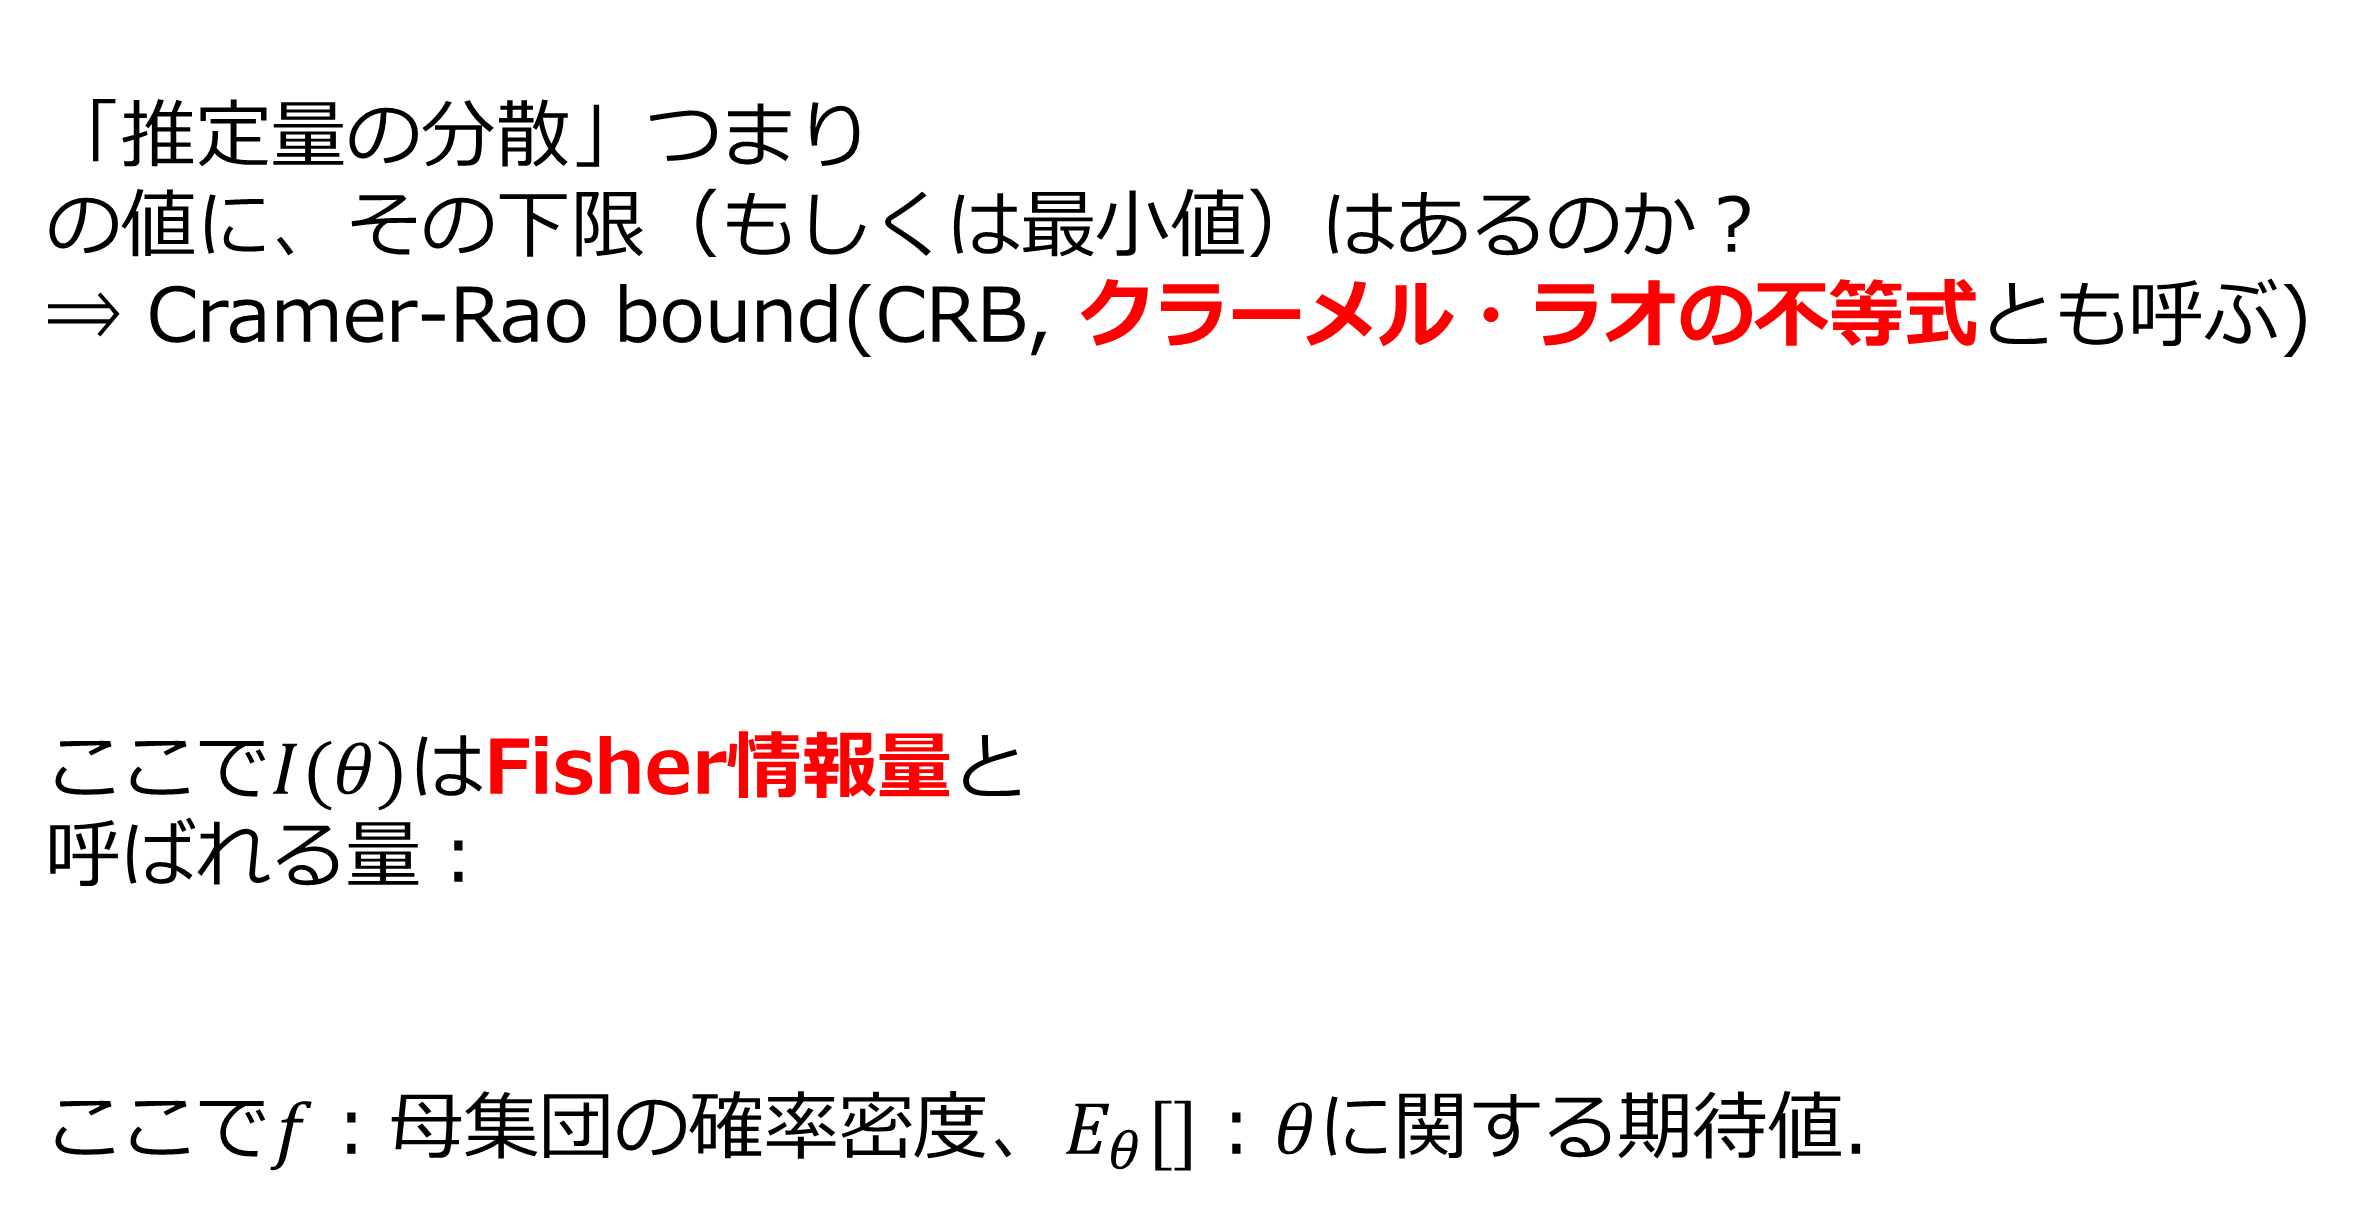 「推定量の分散」つまり
の値に、その下限（もしくは最小値）はあるのか？
⇒ Cramer-Rao bound(CRB, クラーメル・ラオの不等式とも呼ぶ)
ここで𝐼(𝜃)はFisher情報量と
呼ばれる量：
ここで𝑓：母集団の確率密度、𝐸_𝜃[]：𝜃に関する期待値.